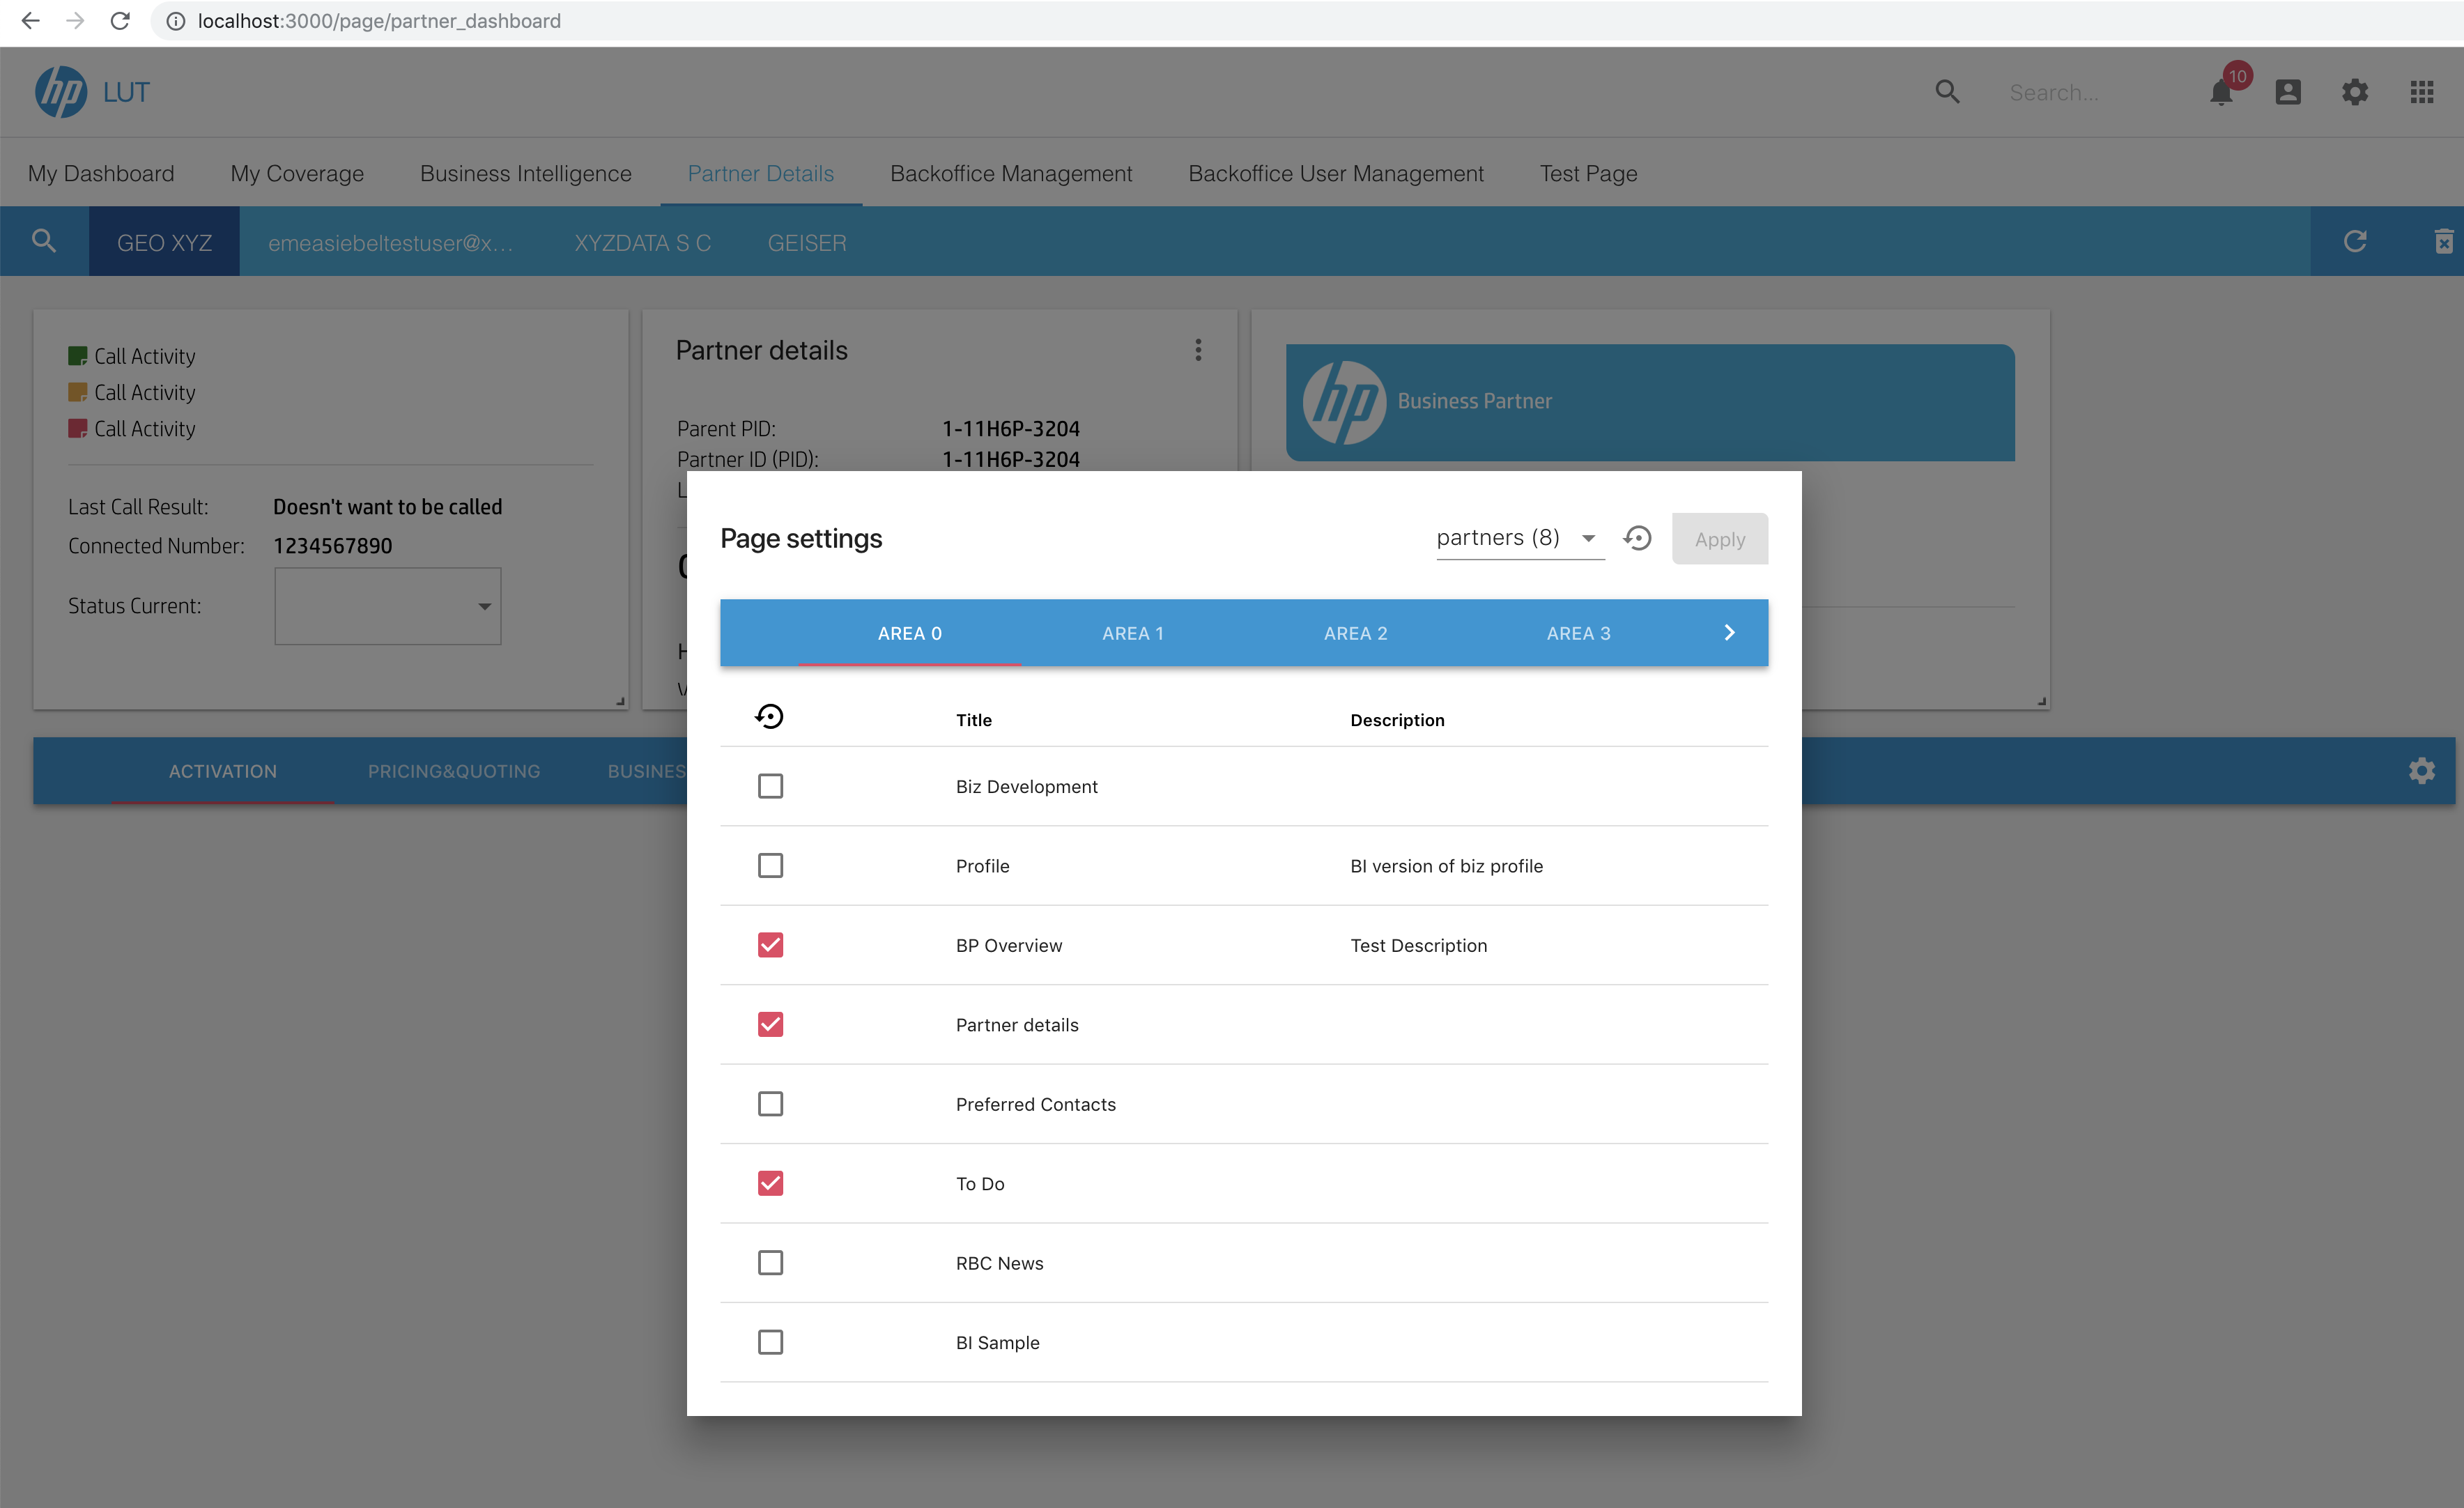 localhost:3000/page/partner_dashboard
hp LUT
Search...
10
My Dashboard My Coverage Business Intelligence Partner Details Backoffice Management Backoffice User Management Test Page
GEO XYZ emeasiebeltestuser@x... XYZDATA S C GEISER
Call Activity
Call Activity
Call Activity
Last Call Result: Doesn't want to be called
Connected Number: 1234567890
Status Current:
Partner details
Parent PID: 1-11H6P-3204
Partner ID (PID): 1-11H6P-3204
hp Business Partner
ACTIVATION PRICING&QUOTING BUSINES
Page settings
partners (8)
Apply
AREA 0 AREA 1 AREA 2 AREA 3
Title Description
Biz Development
Profile BI version of biz profile
BP Overview Test Description
Partner details
Preferred Contacts
To Do
RBC News
BI Sample